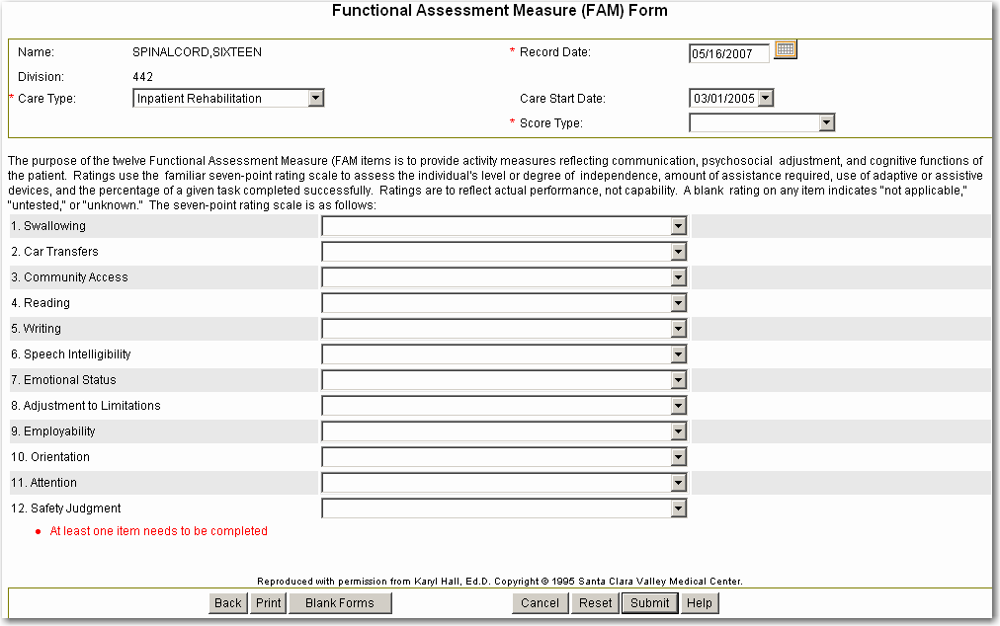 Functional Assessment Measure (FAM) Form
Name: SPINALCORD,SIXTEEN * Record Date: 05/16/2007
Division: 442
* Care Type: Inpatient Rehabilitation Care Start Date: 03/01/2005
* Score Type:
The purpose of the twelve Functional Assessment Measure (FAM items is to provide activity measures reflecting communication, psychosocial adjustment, and cognitive functions of
the patient. Ratings use the familiar seven-point rating scale to assess the individual's level or degree of independence, amount of assistance required, use of adaptive or assistive
devices, and the percentage of a given task completed successfully. Ratings are to reflect actual performance, not capability. A blank rating on any item indicates "not applicable,"
"untested," or "unknown." The seven-point rating scale is as follows:
1. Swallowing
2. Car Transfers
3. Community Access
4. Reading
5. Writing
6. Speech Intelligibility
7. Emotional Status
8. Adjustment to Limitations
9. Employability
10. Orientation
11. Attention
12. Safety Judgment
• At least one item needs to be completed
Reproduced with permission from Karyl Hall, Ed.D. Copyright © 1995 Santa Clara Valley Medical Center.
Back Print Blank Forms Cancel Reset Submit Help